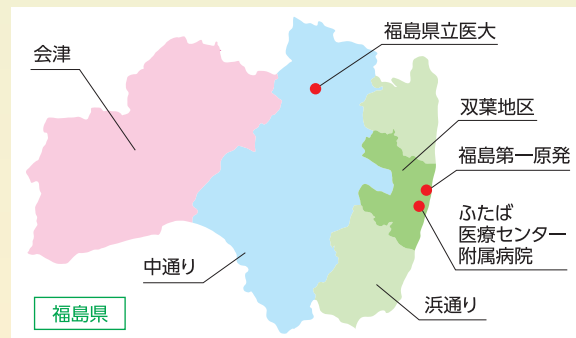 福島県立医大
会津
双葉地区
福島第一原発
ふたば
医療センター
附属病院
中通り
浜通り
福島県